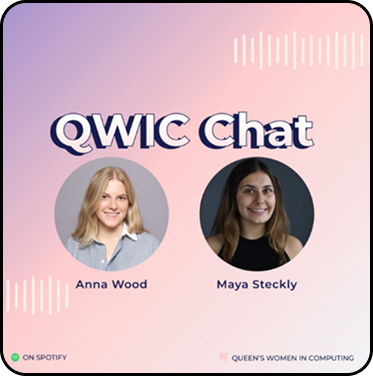 QWIC Chat
Anna Wood
Maya Steckly
ON SPOTIFY
QUEEN'S WOMEN IN COMPUTING